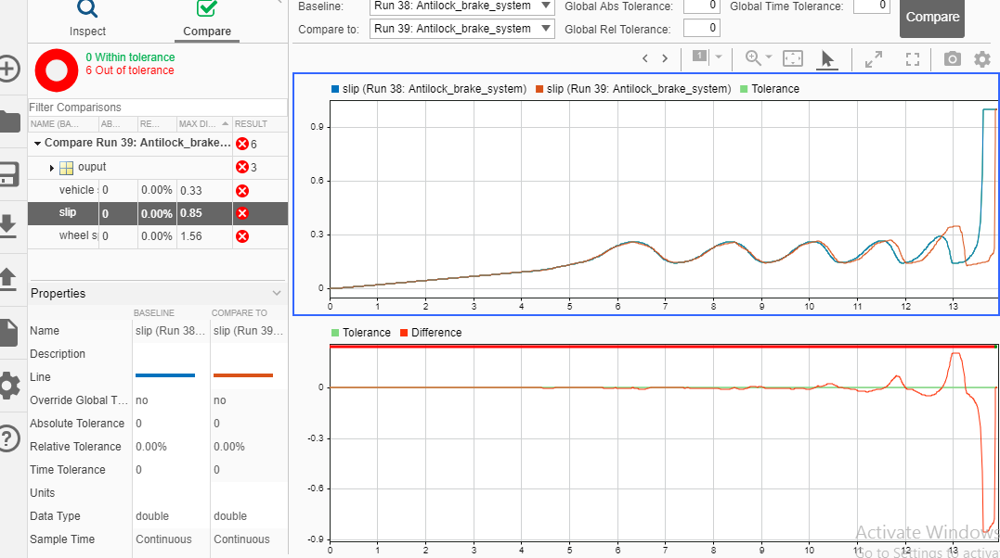 Inspect
Compare
Baseline: Run 38: Antilock_brake_system Global Abs Tolerance: 0 Global Time Tolerance: 0
Compare to: Run 39: Antilock_brake_system Global Rel Tolerance: 0
Compare
0 Within tolerance
6 Out of tolerance
Filter Comparisons
NAME (BA... AB... RE... MAX DI... RESULT
Compare Run 39: Antilock_brake... 6
ouput 3
vehicle 0 0.00% 0.33
slip 0 0.00% 0.85
wheel s 0 0.00% 1.56
Properties
BASELINE COMPARE TO
Name slip (Run 38... slip (Run 39...
Description
Line
Override Global T... no no
Absolute Tolerance 0 0
Relative Tolerance 0.00% 0.00%
Time Tolerance 0 0
Units
Data Type double double
Sample Time Continuous Continuous
1
slip (Run 38: Antilock_brake_system) slip (Run 39: Antilock_brake_system) Tolerance
0.9
0.6
0.3
0
0 1 2 3 4 5 6 7 8 9 10 11 12 13
Tolerance Difference
0
-0.3
-0.6
-0.9
0 1 2 3 4 5 6 7 8 9 10 11 12 13
Activate Windows
Go to Settings to activa